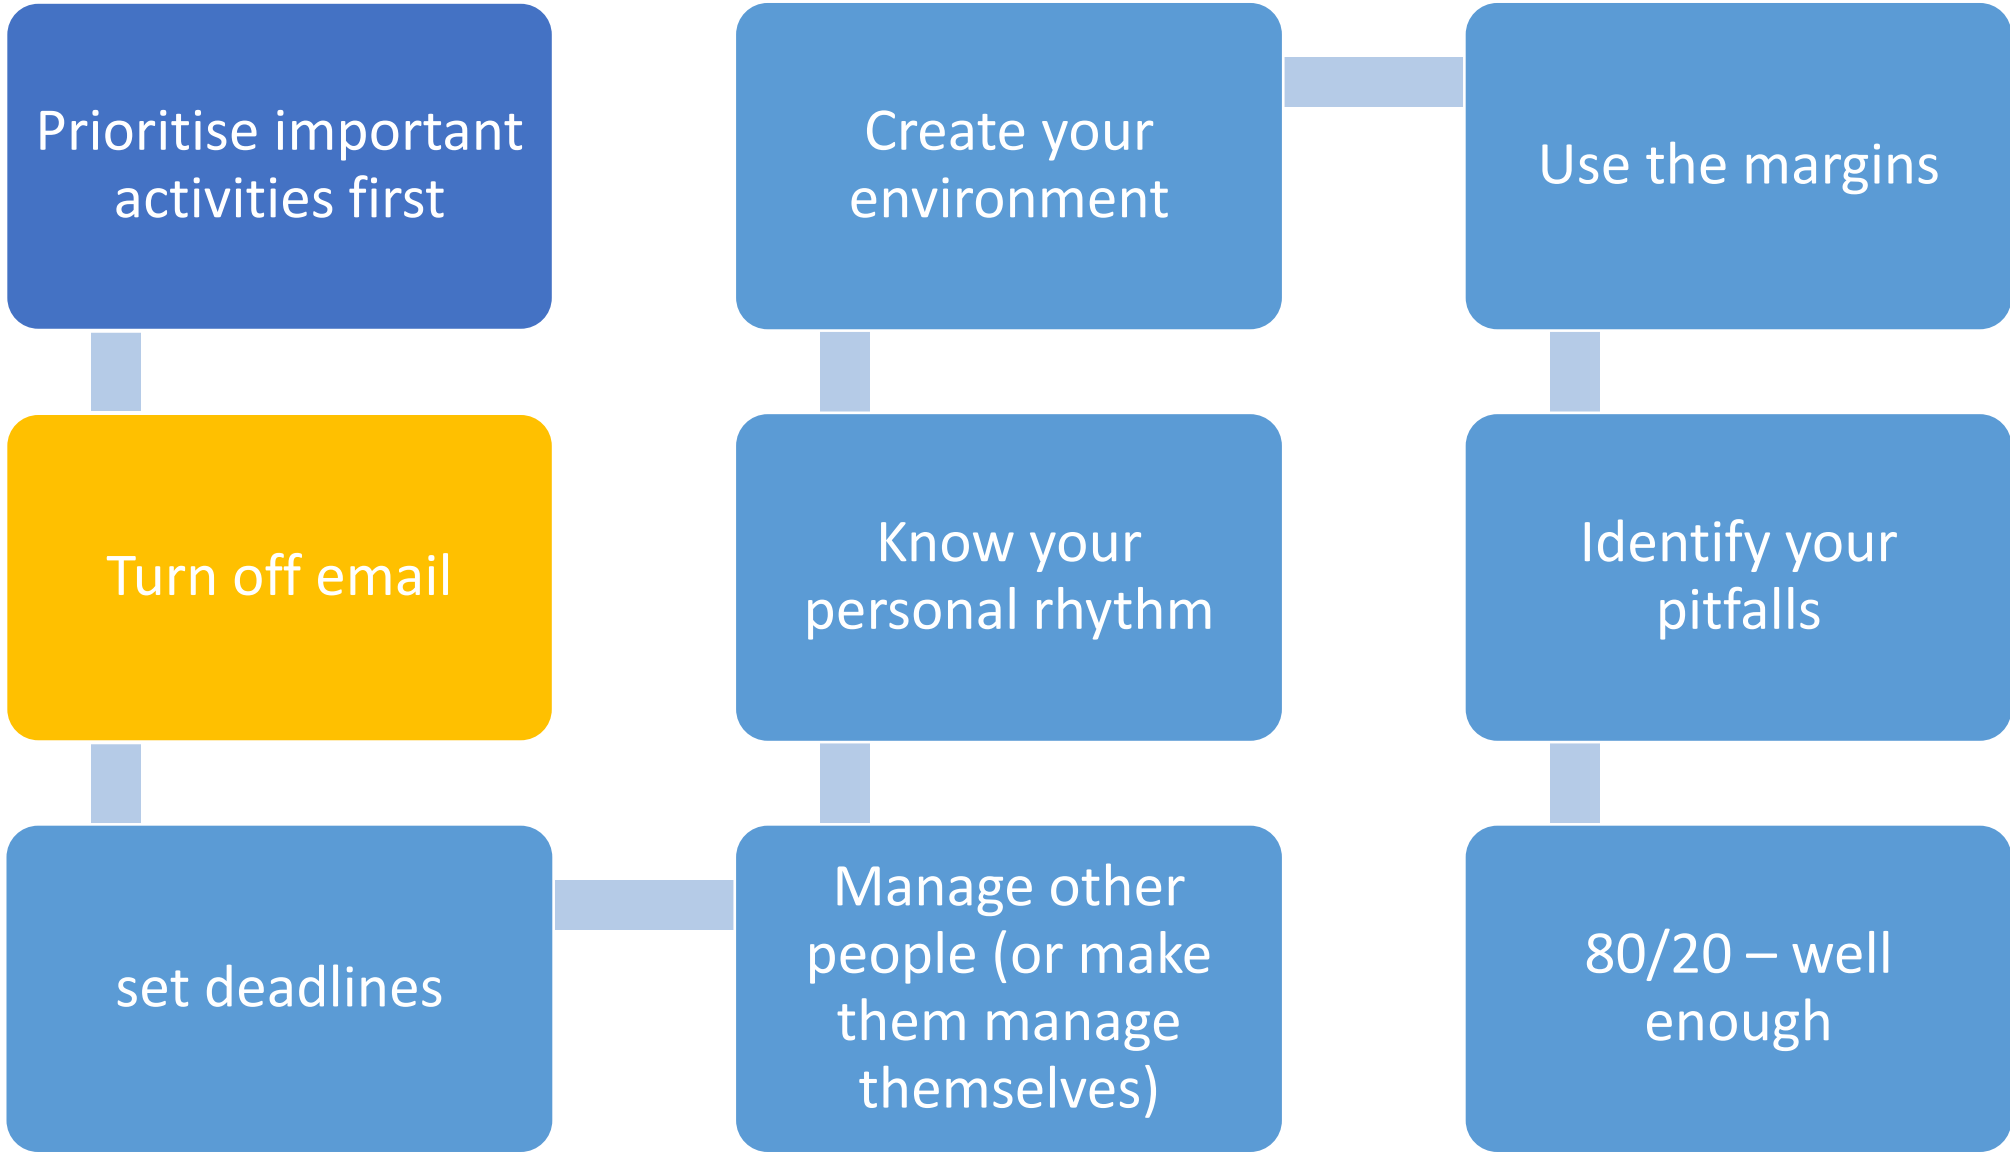 Prioritise important
activities first
Turn off email
set deadlines
Manage other
people (or make
them manage
themselves)
Know your
personal rhythm
Create your
environment
Use the margins
Identify your
pitfalls
80/20 – well
enough